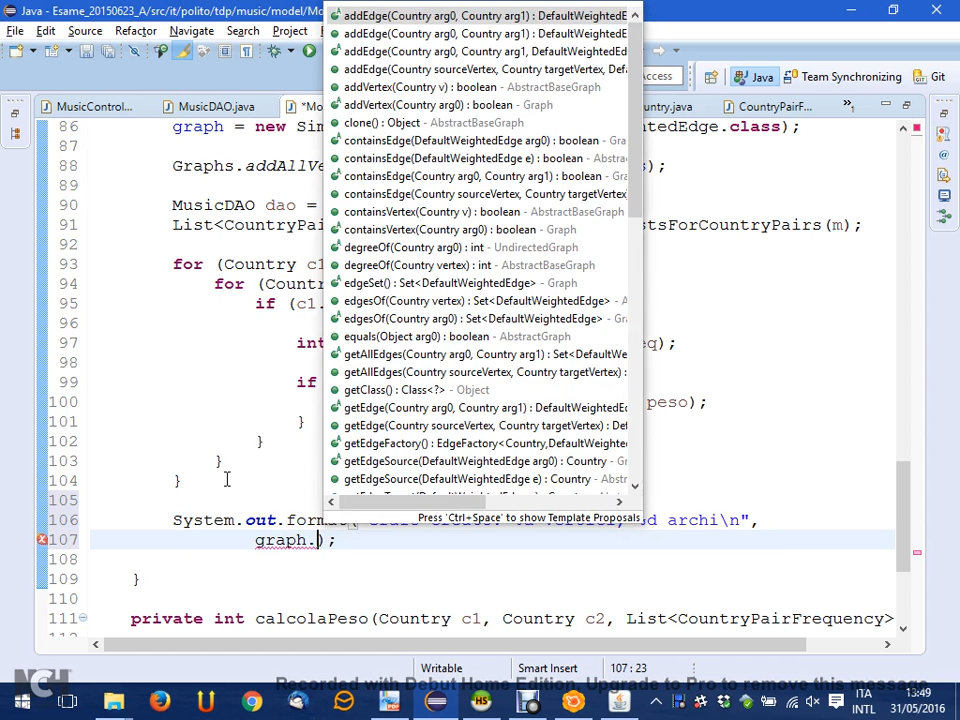 Java - Esame_20150623_A/src/it/polito/tdp/music/model/Mo
File Edit Source Refactor Navigate Search Project
Access Java Team Synchronizing Git
MusicControl... MusicDAO.java *Mo untry.java CountryPairF... »1
86 graph = new Sim tedEdge.class);
87
88 Graphs.addAllVe s);
89
90 MusicDAO dao =
91 List<CountryPai stsForCountryPairs(m);
92
93 for (Country c1
94 for (Countr
95 if (c1.
96
97 int eq);
98
99 if
100 peso);
101 }
102 }
103 }
104 }
105
106 System.out.format( d archi\n",
107 graph.);
108
109 }
110
111 private int calcolaPeso(Country c1, Country c2, List<CountryPairFrequency>
addEdge(Country arg0, Country arg1) : DefaultWeightedE
addEdge(Country arg0, Country arg1) : DefaultWeightedE
addEdge(Country arg0, Country arg1, DefaultWeightedE
addEdge(Country sourceVertex, Country targetVertex, Defa
addVertex(Country v) : boolean - AbstractBaseGraph
addVertex(Country arg0) : boolean - Graph
clone() : Object - AbstractBaseGraph
containsEdge(DefaultWeightedEdge arg0) : boolean - Gra
containsEdge(DefaultWeightedEdge e) : boolean - Abstra
containsEdge(Country arg0, Country arg1) : boolean - Gra
containsEdge(Country sourceVertex, Country targetVertex)
containsVertex(Country v) : boolean - AbstractBaseGraph
containsVertex(Country arg0) : boolean - Graph
degreeOf(Country arg0) : int - UndirectedGraph
degreeOf(Country vertex) : int - AbstractBaseGraph
edgeSet() : Set<DefaultWeightedEdge> - Graph
edgesOf(Country vertex) : Set<DefaultWeightedEdge> - A
edgesOf(Country arg0) : Set<DefaultWeightedEdge> - Gra
equals(Object arg0) : boolean - AbstractGraph
getAllEdges(Country arg0, Country arg1) : Set<DefaultWe
getAllEdges(Country sourceVertex, Country targetVertex) :
getClass() : Class<?> - Object
getEdge(Country arg0, Country arg1) : DefaultWeightedEd
getEdge(Country sourceVertex, Country targetVertex) : Def
getEdgeFactory() : EdgeFactory<Country,DefaultWeighted
getEdgeSource(DefaultWeightedEdge arg0) : Country - Gr
getEdgeSource(DefaultWeightedEdge e) : Country - Abstr
Press 'Ctrl+Space' to show Template Proposals
Writable Smart Insert 107 : 23
NCH Recorded with Debut Home Edition. Upgrade to Pro to remove this message
ITA 13:49
INTL 31/05/2016